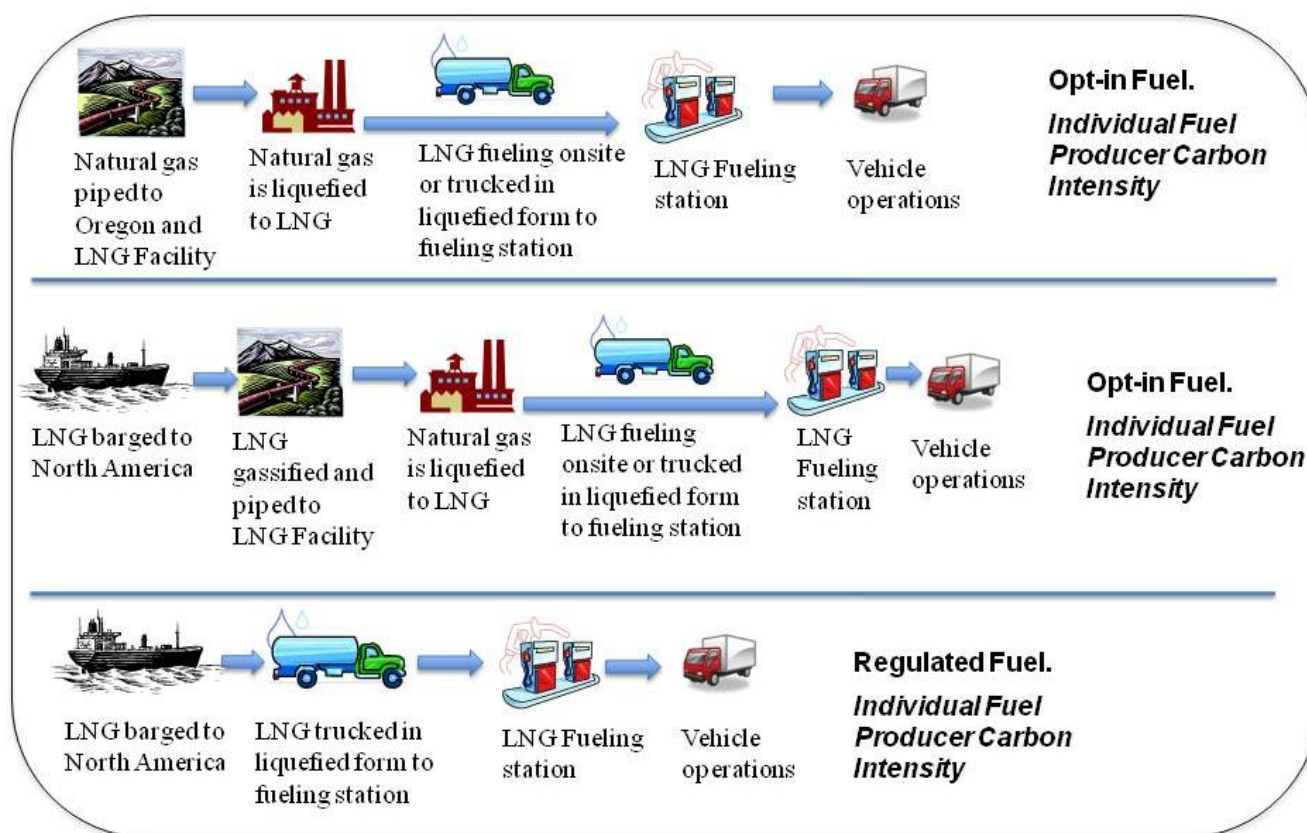 Natural gas
piped to
Oregon and
LNG Facility
Natural gas
is liquefied
to LNG
LNG fueling onsite
or trucked in
liquefied form to
fueling station
LNG Fueling
station
Vehicle
operations
Opt-in Fuel.
Individual Fuel
Producer Carbon
Intensity
LNG barged to
North America
LNG
gassified and
piped to
LNG Facility
Natural gas
is liquefied
to LNG
LNG fueling
onsite or trucked
in liquefied form
to fueling station
LNG
Fueling
station
Vehicle
operations
Opt-in Fuel.
Individual Fuel
Producer Carbon
Intensity
LNG barged to
North America
LNG trucked in
liquefied form to
fueling station
LNG Fueling
station
Vehicle
operations
Regulated Fuel.
Individual Fuel
Producer Carbon
Intensity